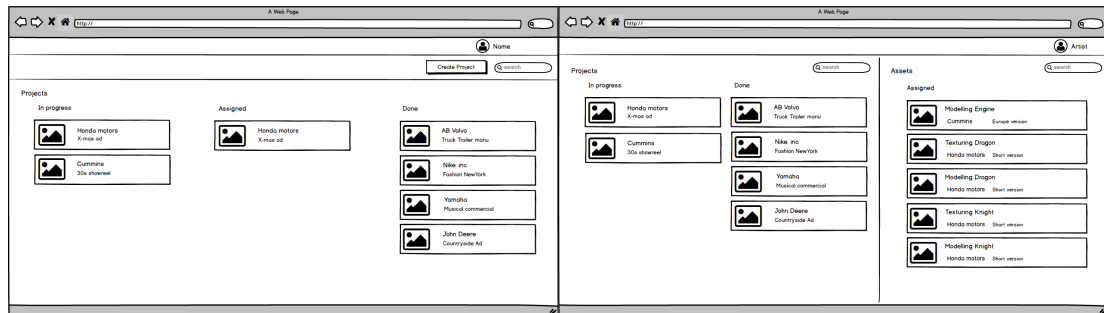 A Web Page
http://
Name
Create Project
search
Projects
In progress
Assigned
Done
Honda motors
X-mas ad
Cummins
30s showreel
Honda motors
X-mas ad
AB Volvo
Truck Trailer manu
Nike. inc
Fashion NewYork
Yamaha
Musical commercial
John Deere
Countryside Ad
A Web Page
http://
Artist
Projects
search
In progress
Done
Honda motors
X-mas ad
Cummins
30s showreel
AB Volvo
Truck Trailer manu
Nike. inc
Fashion NewYork
Yamaha
Musical commercial
John Deere
Countryside Ad
Assets
search
Assigned
Modelling Engine
Cummins Europe version
Texturing Dragon
Honda motors Short version
Modelling Dragon
Honda motors Short version
Texturing Knight
Honda motors Short version
Modelling Knight
Honda motors Short version